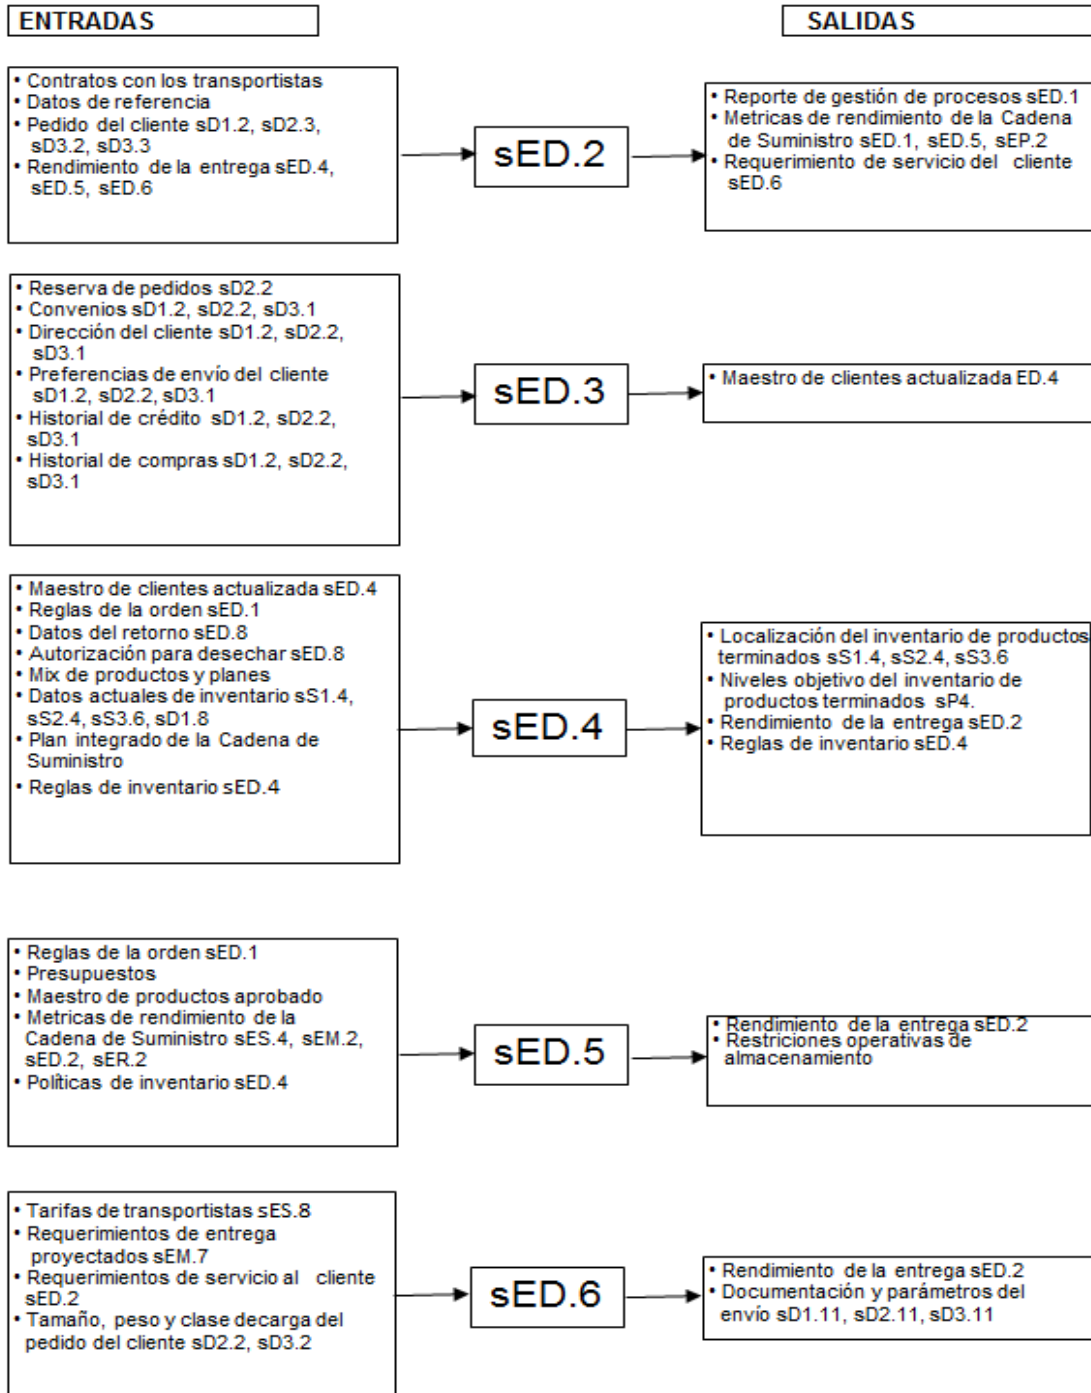 ENTRADAS
SALIDAS
• Contratos con los transportistas
• Datos de referencia
• Pedido del cliente sD1.2, sD2.3,
sD3.2, sD3.3
• Rendimiento de la entrega sED.4,
sED.5, sED.6
sED.2
• Reporte de gestión de procesos sED.1
• Metricas de rendimiento de la Cadena
de Suministro sED.1, sED.5, sEP.2
• Requerimiento de servicio del cliente
sED.6
• Reserva de pedidos sD2.2
• Convenios sD1.2, sD2.2, sD3.1
• Dirección del cliente sD1.2, sD2.2,
sD3.1
• Preferencias de envío del cliente
sD1.2, sD2.2, sD3.1
• Historial de crédito sD1.2, sD2.2,
sD3.1
• Historial de compras sD1.2, sD2.2,
sD3.1
sED.3
• Maestro de clientes actualizada ED.4
• Maestro de clientes actualizada sED.4
• Reglas de la orden sED.1
• Datos del retorno sED.8
• Autorización para desechar sED.8
• Mix de productos y planes
• Datos actuales de inventario sS1.4,
sS2.4, sS3.6, sD1.8
• Plan integrado de la Cadena de
Suministro
• Reglas de inventario sED.4
sED.4
• Localización del inventario de productos
terminados sS1.4, sS2.4, sS3.6
• Niveles objetivo del inventario de
productos terminados sP4.
• Rendimiento de la entrega sED.2
• Reglas de inventario sED.4
• Reglas de la orden sED.1
• Presupuestos
• Maestro de productos aprobado
• Metricas de rendimiento de la
Cadena de Suministro sES.4, sEM.2,
sED.2, sER.2
• Políticas de inventario sED.4
sED.5
• Rendimiento de la entrega sED.2
• Restriciones operativas de
almacenamiento
• Tarifas de transportistas sES.8
• Requerimientos de entrega
proyectados sEM.7
• Requerimientos de servicio al cliente
sED.2
• Tamaño, peso y clase decarga del
pedido del cliente sD2.2, sD3.2
sED.6
• Rendimiento de la entrega sED.2
• Documentación y parámetros del
envío sD1.11, sD2.11, sD3.11